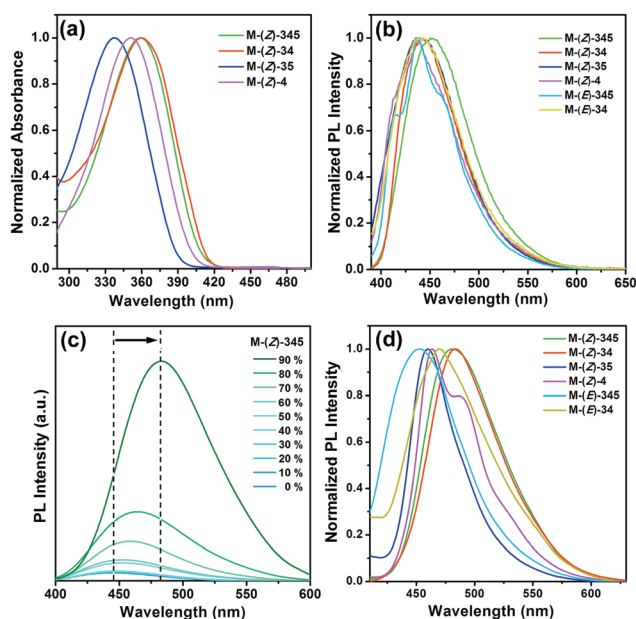 (a)
M-(Z)-345
M-(Z)-34
M-(Z)-35
M-(Z)-4
Normalized Absorbance
1.0
0.8
0.6
0.4
0.2
0.0
290 330 360 390 420 450 480
Wavelength (nm)
(b)
M-(Z)-345
M-(Z)-34
M-(Z)-35
M-(Z)-4
M-(E)-345
M-(E)-34
Normalized PL Intensity
1.0
0.8
0.6
0.4
0.2
0.0
400 450 500 550 600 650
Wavelength (nm)
(c)
M-(Z)-345
90 %
80 %
70 %
60 %
50 %
40 %
30 %
20 %
10 %
0 %
PL Intensity (a.u.)
400 450 500 550 600
Wavelength (nm)
(d)
M-(Z)-345
M-(Z)-34
M-(Z)-35
M-(Z)-4
M-(E)-345
M-(E)-34
Normalized PL Intensity
1.0
0.8
0.6
0.4
0.2
0.0
450 500 550 600
Wavelength (nm)